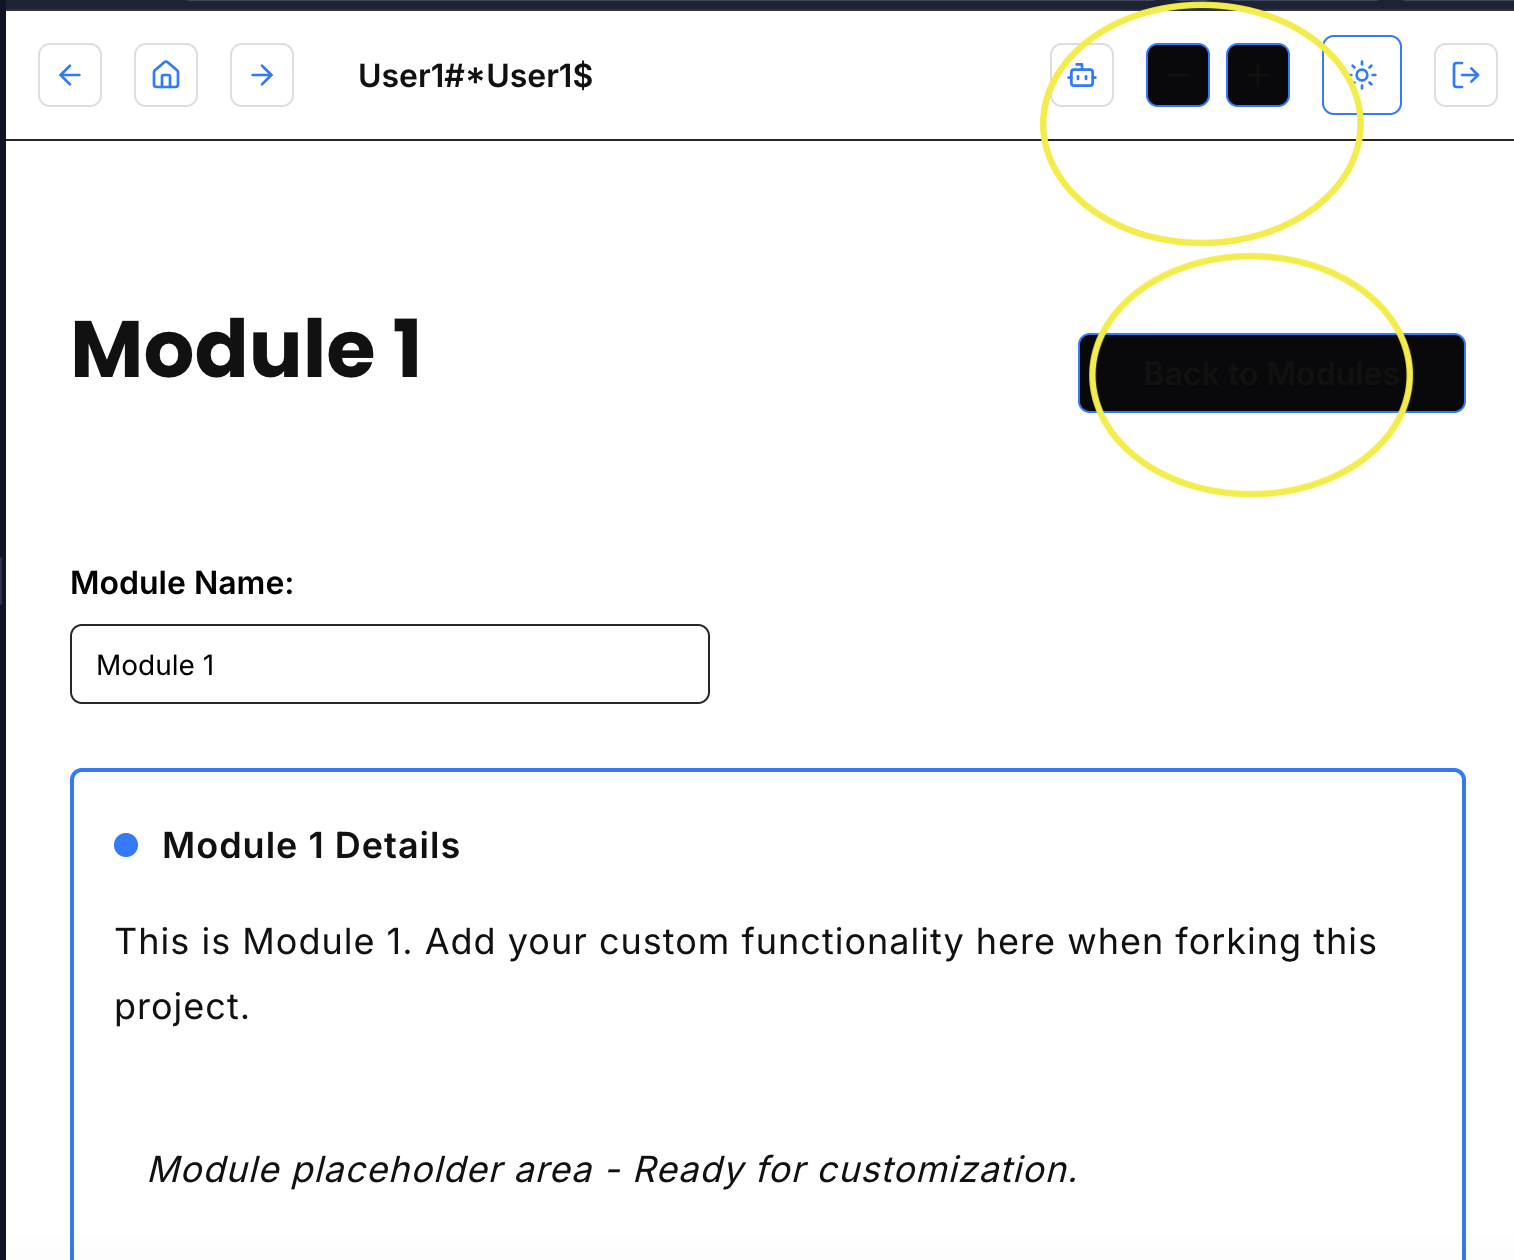 User1#*User1$
Module 1
Back to Modules
Module Name:
Module 1
Module 1 Details
This is Module 1. Add your custom functionality here when forking this
project.
Module placeholder area - Ready for customization.